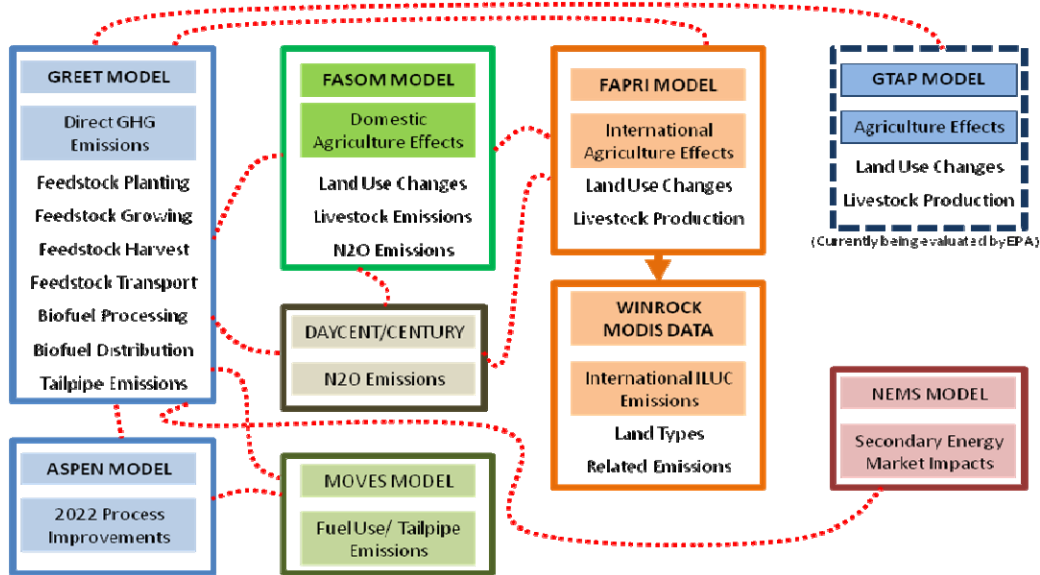 GREET MODEL
Direct GHG
Emissions
Feedstock Planting
Feedstock Growing
Feedstock Harvest
Feedstock Transport
Biofuel Processing
Biofuel Distribution
Tailpipe Emissions
FASOM MODEL
Domestic
Agriculture Effects
Land Use Changes
Livestock Emissions
N2O Emissions
FAPRI MODEL
International
Agriculture Effects
Land Use Changes
Livestock Production
GTAP MODEL
Agriculture Effects
Land Use Changes
Livestock Production
(Currently being evaluated by EPA)
DAYCENT/CENTURY
N2O Emissions
WINROCK
MODIS DATA
International ILUC
Emissions
Land Types
Related Emissions
NEMS MODEL
Secondary Energy
Market Impacts
ASPEN MODEL
2022 Process
Improvements
MOVES MODEL
Fuel Use/ Tailpipe
Emissions